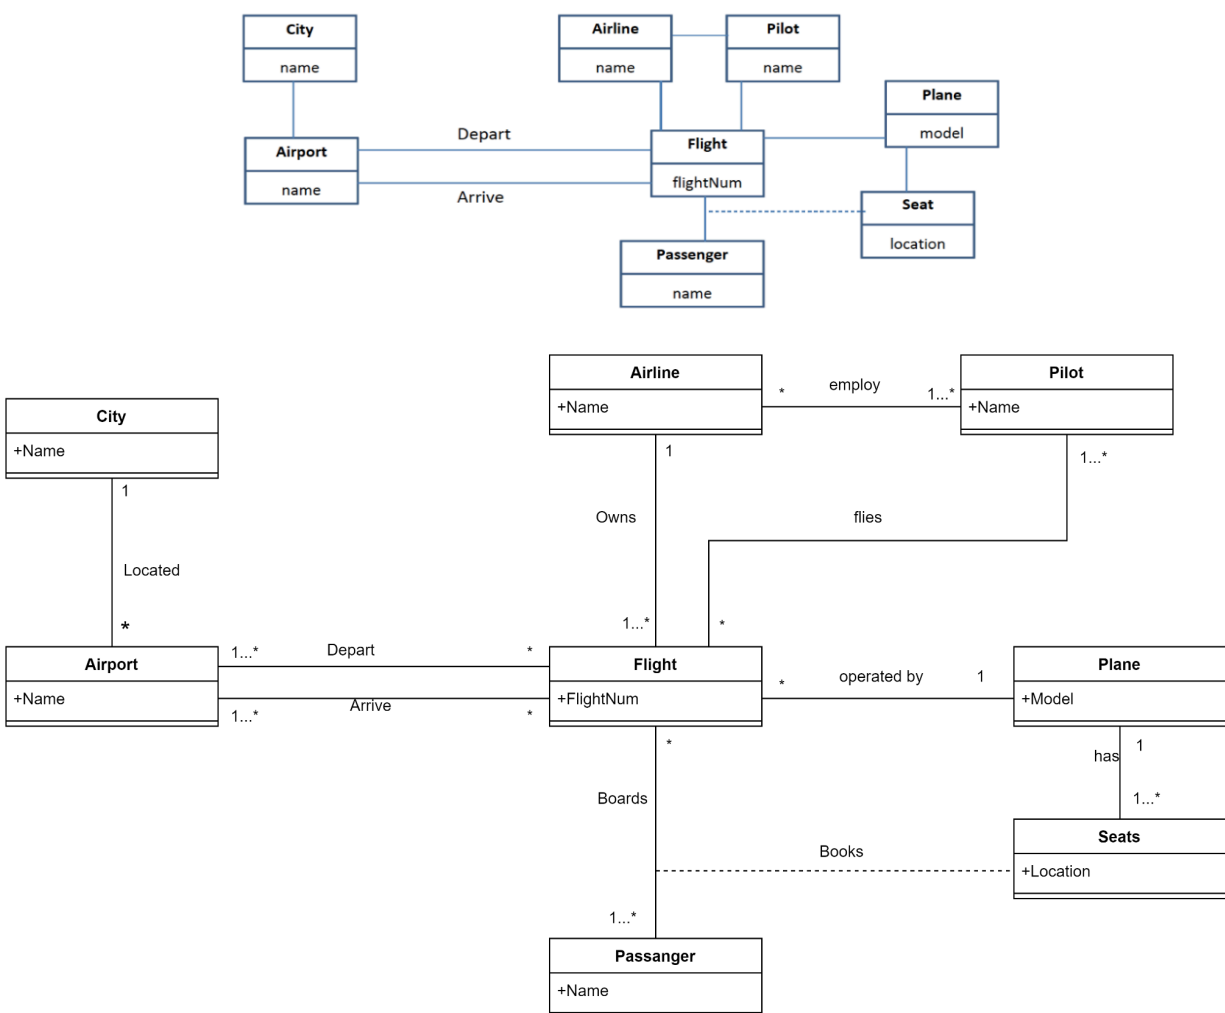 City
name
Airline
name
Pilot
name
Plane
model
Depart
Airport
name
Flight
flightNum
Arrive
Seat
location
Passenger
name
Airline
+Name
* employ 1...*
Pilot
+Name
City
+Name
1
1
1...*
Owns
flies
Located
*
1...*
*
Airport
+Name
1...* Depart *
1...* Arrive *
Flight
+FlightNum
* operated by 1
Plane
+Model
*
1
has
Boards
1...*
Seats
+Location
Books
1...*
Passanger
+Name